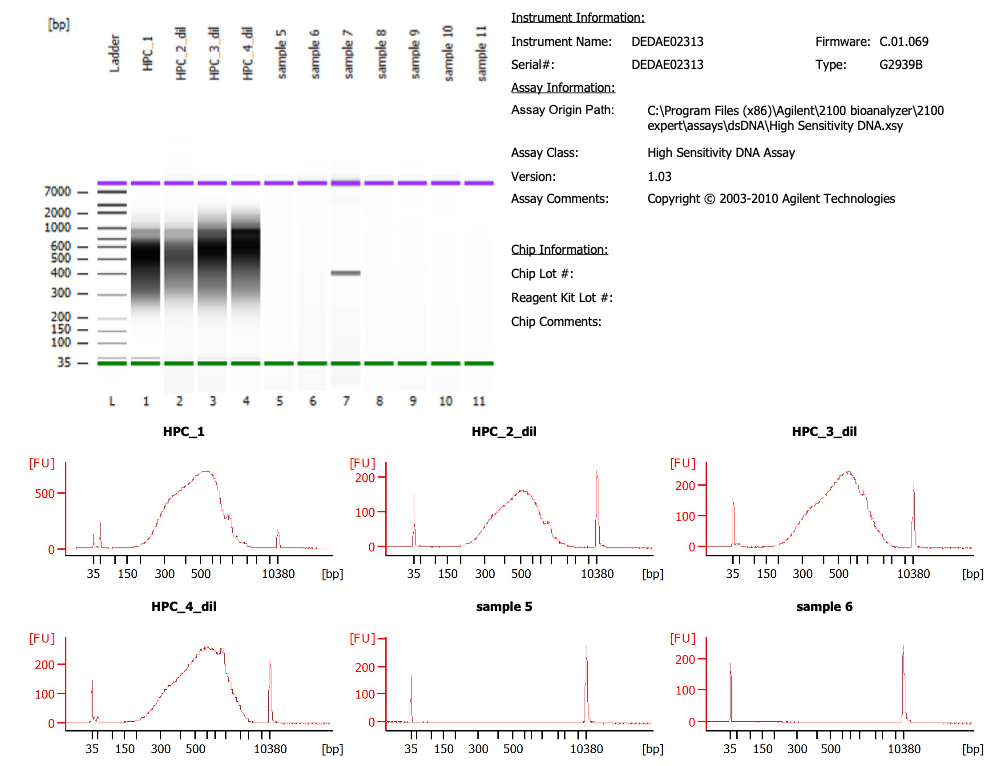 [bp]
Ladder
HPC_1
HPC_2_dil
HPC_3_dil
HPC_4_dil
sample 5
sample 6
sample 7
sample 8
sample 9
sample 10
sample 11
7000
2000
1000
600
500
400
300
200
150
100
35
L 1 2 3 4 5 6 7 8 9 10 11
Instrument Information:
Instrument Name: DEDAE02313 Firmware: C.01.069
Serial#: DEDAE02313 Type: G2939B
Assay Information:
Assay Origin Path: C:\Program Files (x86)\Agilent\2100 bioanalyzer\2100
expert\assays\dsDNA\High Sensitivity DNA.xsy
Assay Class: High Sensitivity DNA Assay
Version: 1.03
Assay Comments: Copyright © 2003-2010 Agilent Technologies
Chip Information:
Chip Lot #:
Reagent Kit Lot #:
Chip Comments:
HPC_1
[FU]
500
0
35 150 300 500 10380 [bp]
HPC_2_dil
[FU]
200
100
0
35 150 300 500 10380 [bp]
HPC_3_dil
[FU]
200
100
0
35 150 300 500 10380 [bp]
HPC_4_dil
[FU]
200
100
0
35 150 300 500 10380 [bp]
sample 5
[FU]
300
200
100
0
35 150 300 500 10380 [bp]
sample 6
[FU]
200
100
0
35 150 300 500 10380 [bp]